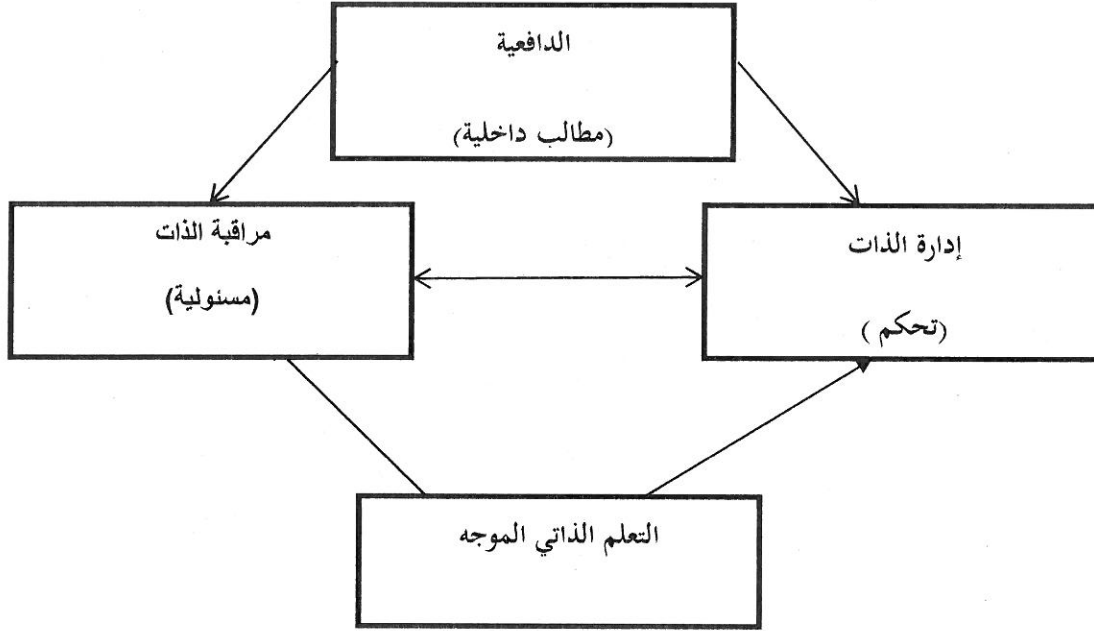 الدافعية
(مطالب داخلية)
إدارة الذات
(تحكم )
مراقبة الذات
(مسئولية)
التعلم الذاتي الموجه